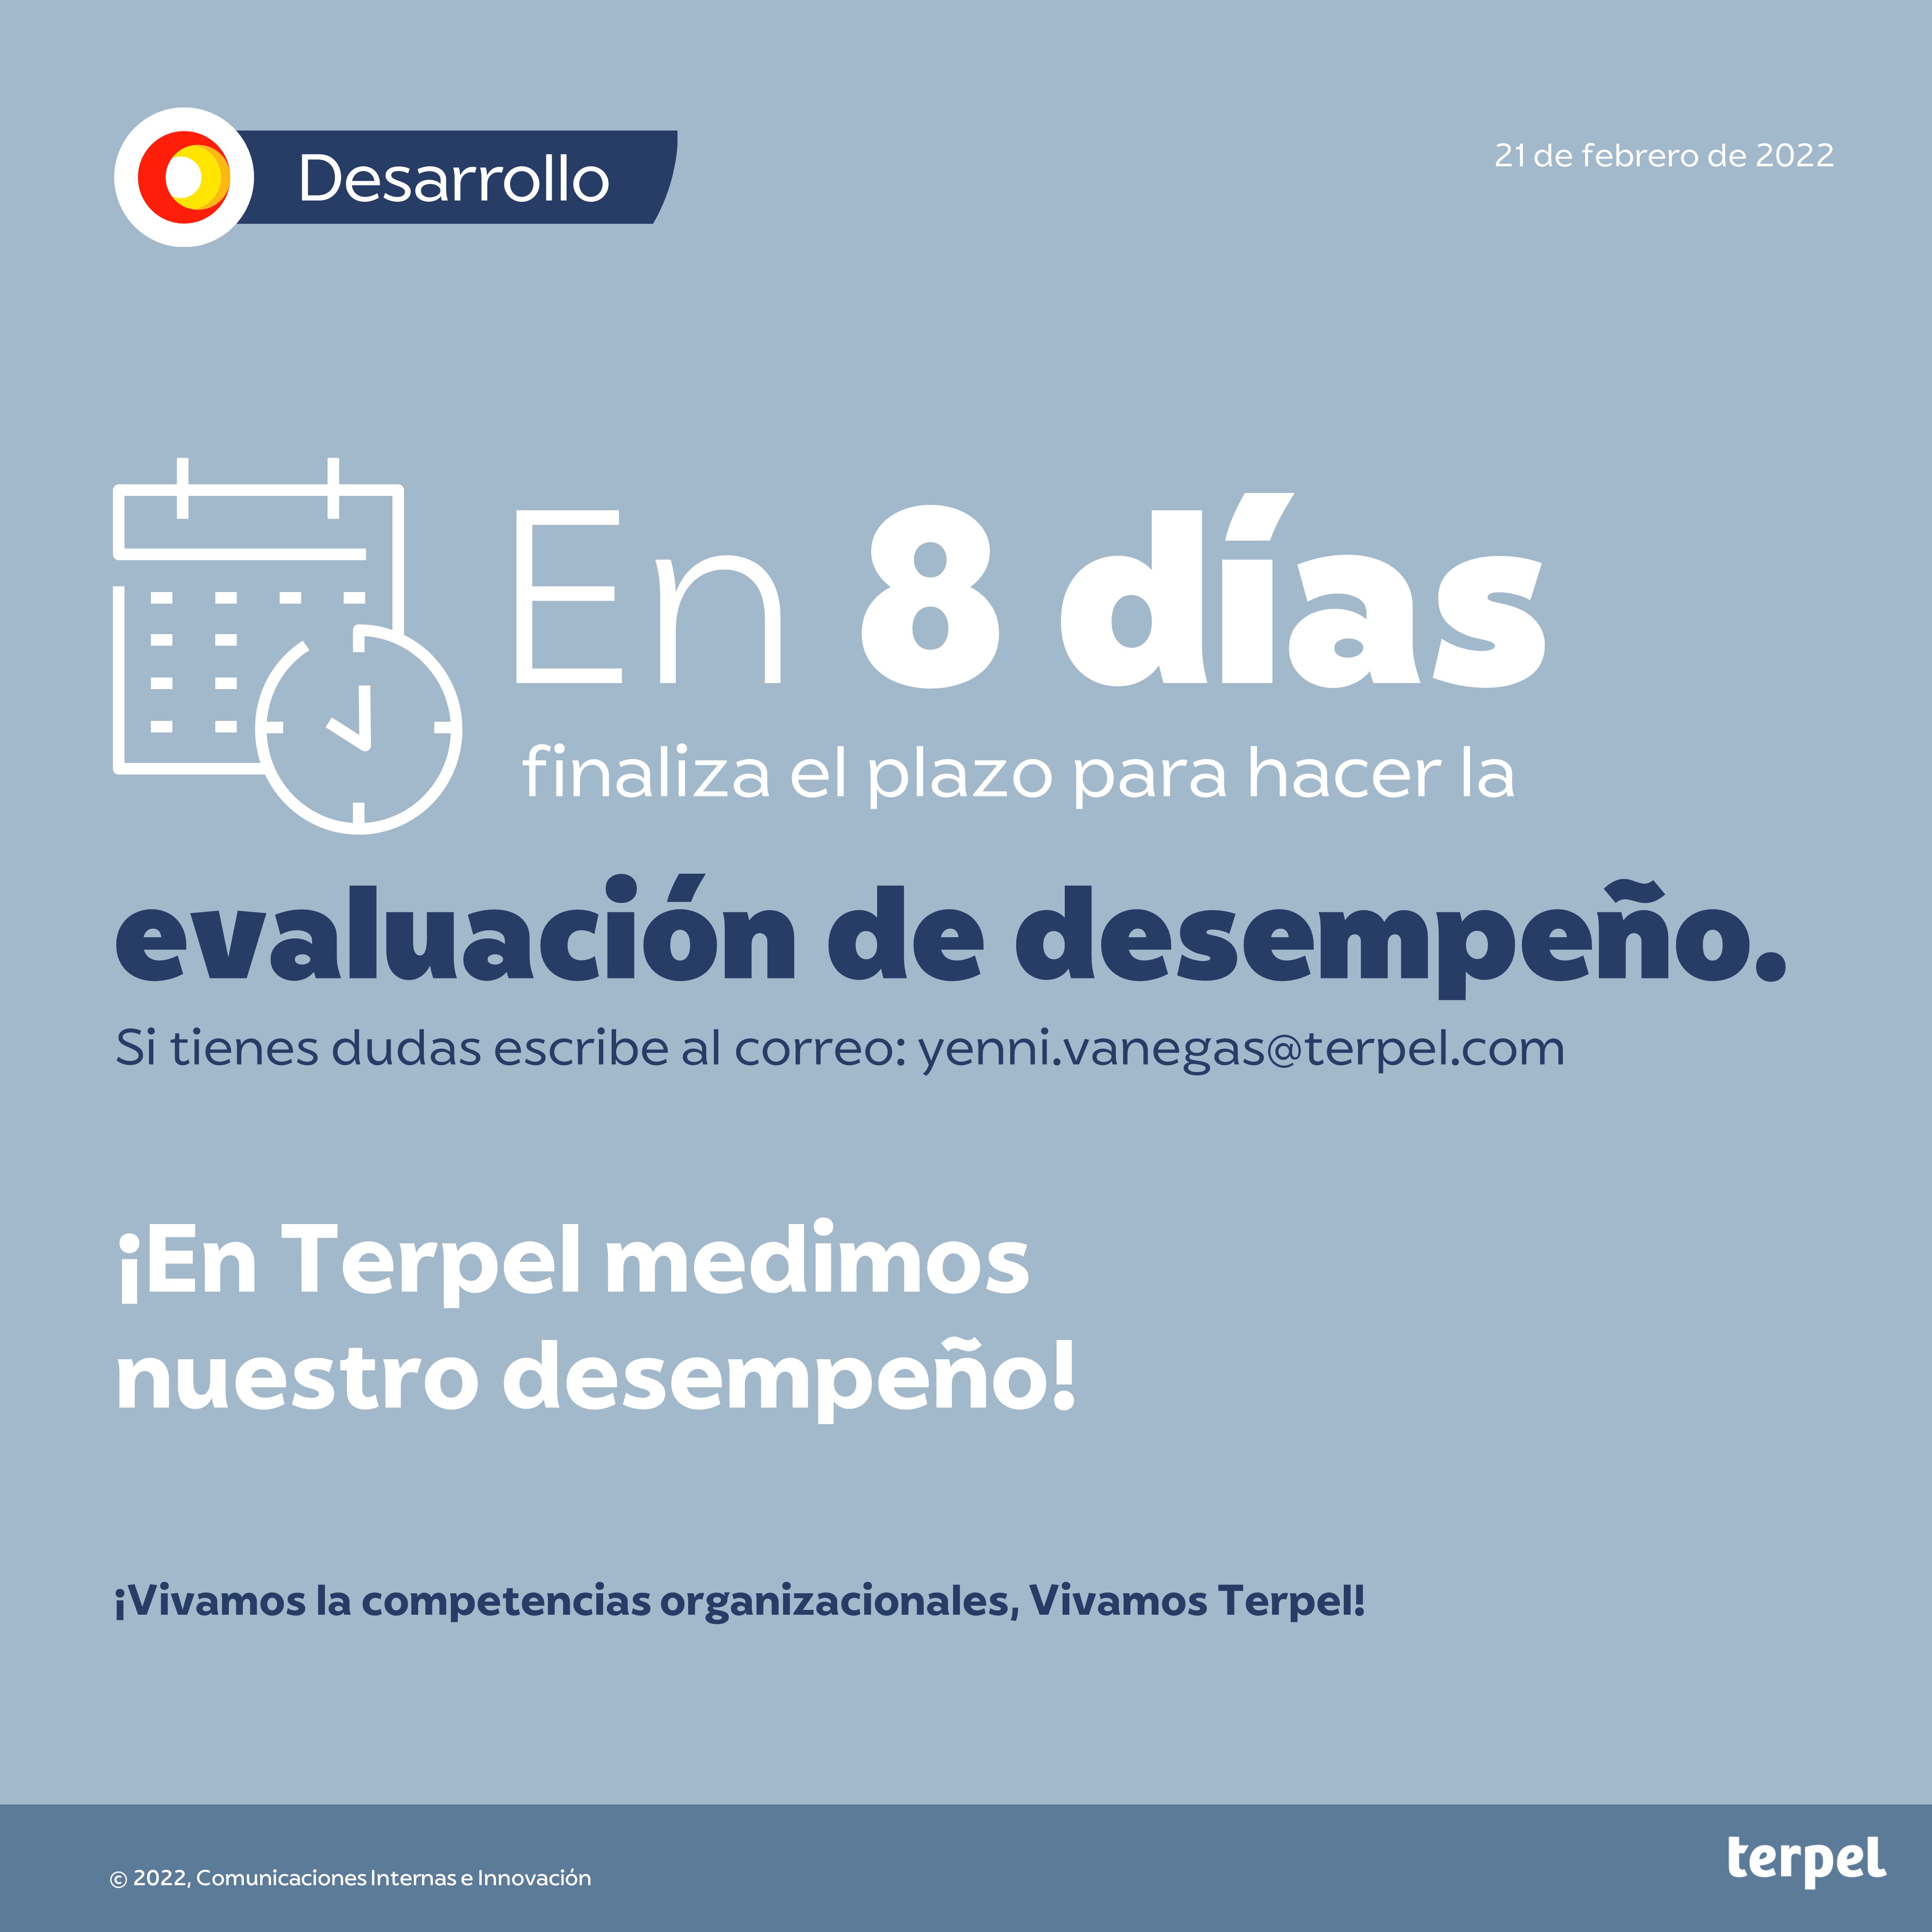 Desarrollo
21 de febrero de 2022
En 8 días
finaliza el plazo para hacer la
evaluación de desempeño.
Si tienes dudas escribe al correo: yenni.vanegas@terpel.com
¡En Terpel medimos
nuestro desempeño!
¡Vivamos la competencias organizacionales, Vivamos Terpel!
© 2022, Comunicaciones Internas e Innovación
terpel